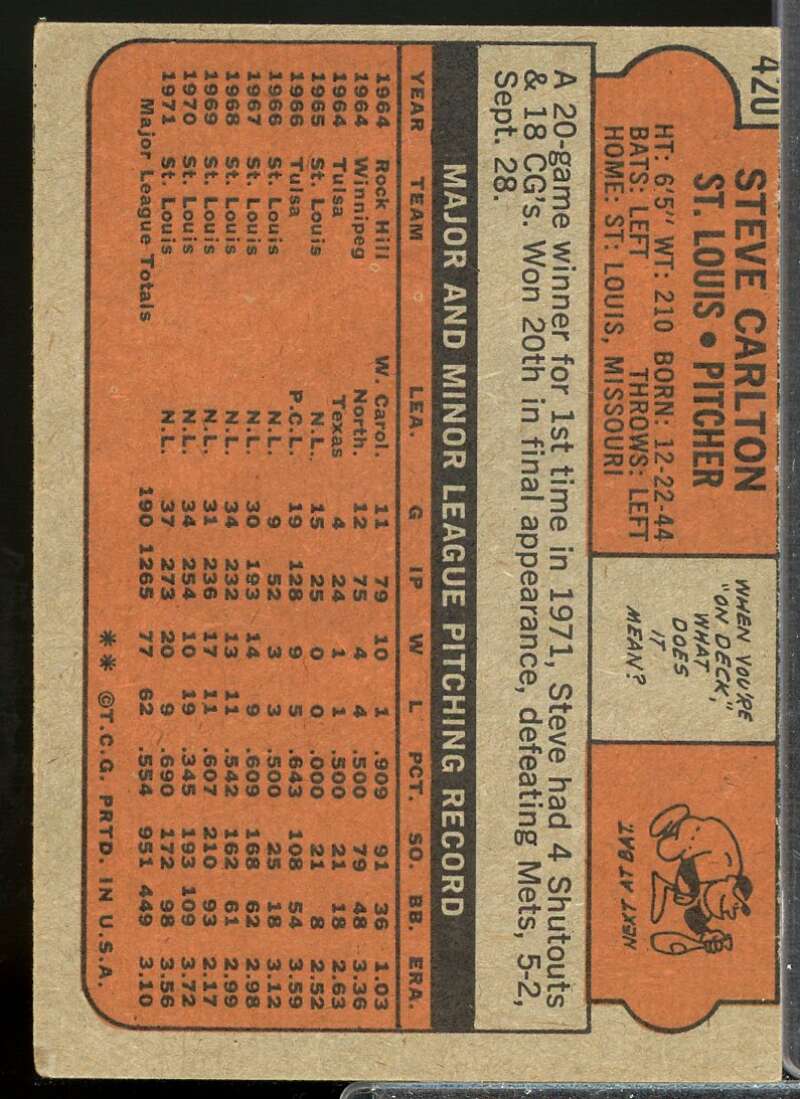 420
STEVE CARLTON
ST. LOUIS • PITCHER
HT: 6'5" WT: 210 BORN: 12-22-44
BATS: LEFT THROWS: LEFT
HOME: ST. LOUIS, MISSOURI
WHEN YOU'RE
"ON DECK,"
WHAT
DOES
IT
MEAN?
NEXT AT BAT.
A 20-game winner for 1st time in 1971, Steve had 4 Shutouts
& 18 CG's. Won 20th in final appearance, defeating Mets, 5-2,
Sept. 28.
MAJOR AND MINOR LEAGUE PITCHING RECORD
YEAR TEAM LEA. G IP W L PCT. SO. BB. ERA.
1964 Rock Hill W. Carol. 11 79 10 1 .909 91 36 1.03
1964 Winnipeg North. 12 75 4 4 .500 79 48 3.36
1964 Tulsa Texas 4 24 1 1 .500 21 18 2.63
1965 St. Louis N.L. 15 25 0 0 .000 21 8 2.52
1966 Tulsa P.C.L. 19 128 9 5 .643 108 54 3.59
1966 St. Louis N.L. 9 52 3 3 .500 25 18 3.12
1967 St. Louis N.L. 30 193 14 9 .609 168 62 2.98
1968 St. Louis N.L. 34 232 13 11 .542 162 61 2.99
1969 St. Louis N.L. 31 236 17 11 .607 210 93 2.17
1970 St. Louis N.L. 34 254 10 19 .345 193 109 3.72
1971 St. Louis N.L. 37 273 20 9 .690 172 98 3.56
Major League Totals 190 1265 77 62 .554 951 449 3.10
** ©T.C.G. PRTD. IN U.S.A.